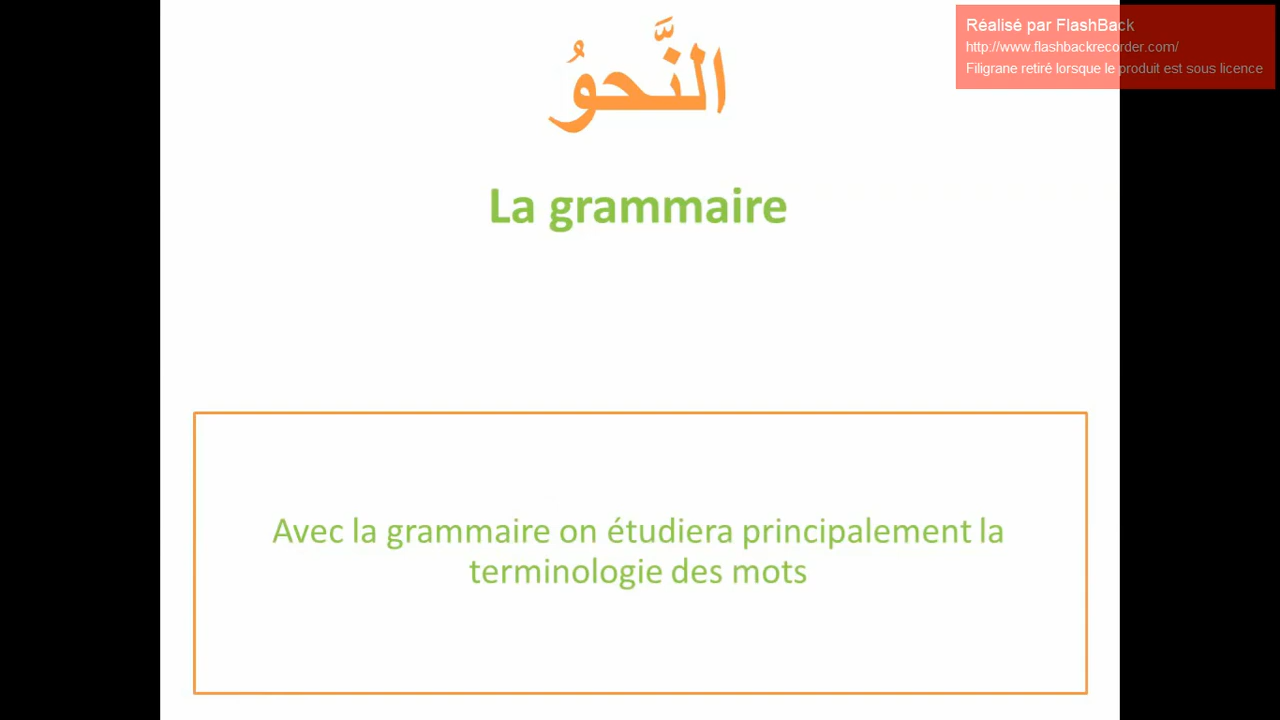 النَّحوُ
Réalisé par FlashBack
http://www.flashbackrecorder.com/
Filigrane retiré lorsque le produit est sous licence
La grammaire
Avec la grammaire on étudiera principalement la
terminologie des mots